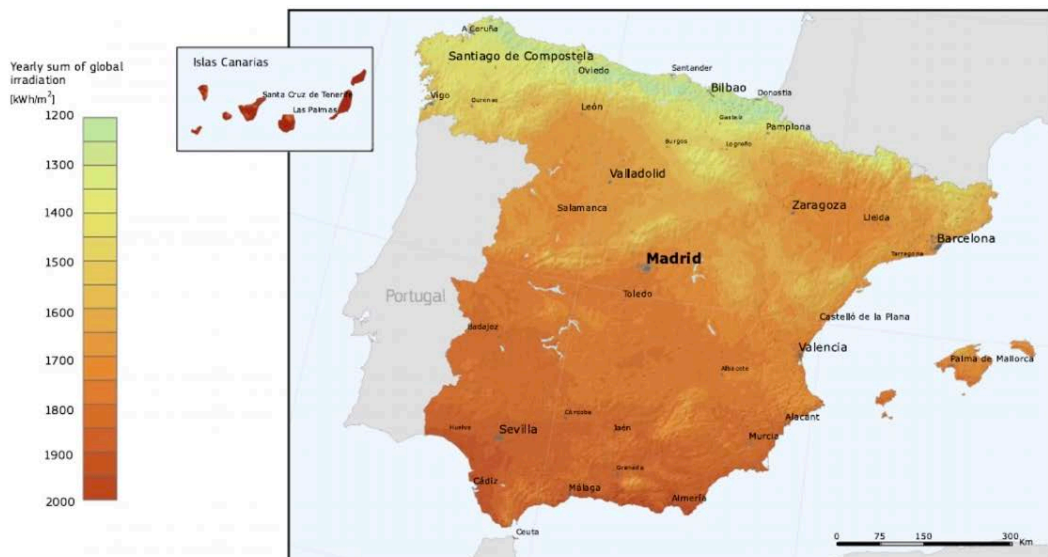 Yearly sum of global
irradiation
[kWh/m²]
1200
1300
1400
1500
1600
1700
1800
1900
2000
Islas Canarias
Santa Cruz de Tenerife
Las Palmas
A Coruña
Santiago de Compostela
Oviedo
Santander
Bilbao
Donostia
Vigo
Ourense
León
Gasteiz
Pamplona
Burgos
Logroño
Valladolid
Zaragoza
Salamanca
Lleida
Barcelona
Tarragona
Madrid
Portugal
Toledo
Castelló de la Plana
Badajoz
Valencia
Palma de Mallorca
Albacete
Alacant
Córdoba
Huelva
Sevilla
Jaén
Murcia
Granada
Cádiz
Málaga
Almería
Ceuta
0 75 150 300 Km